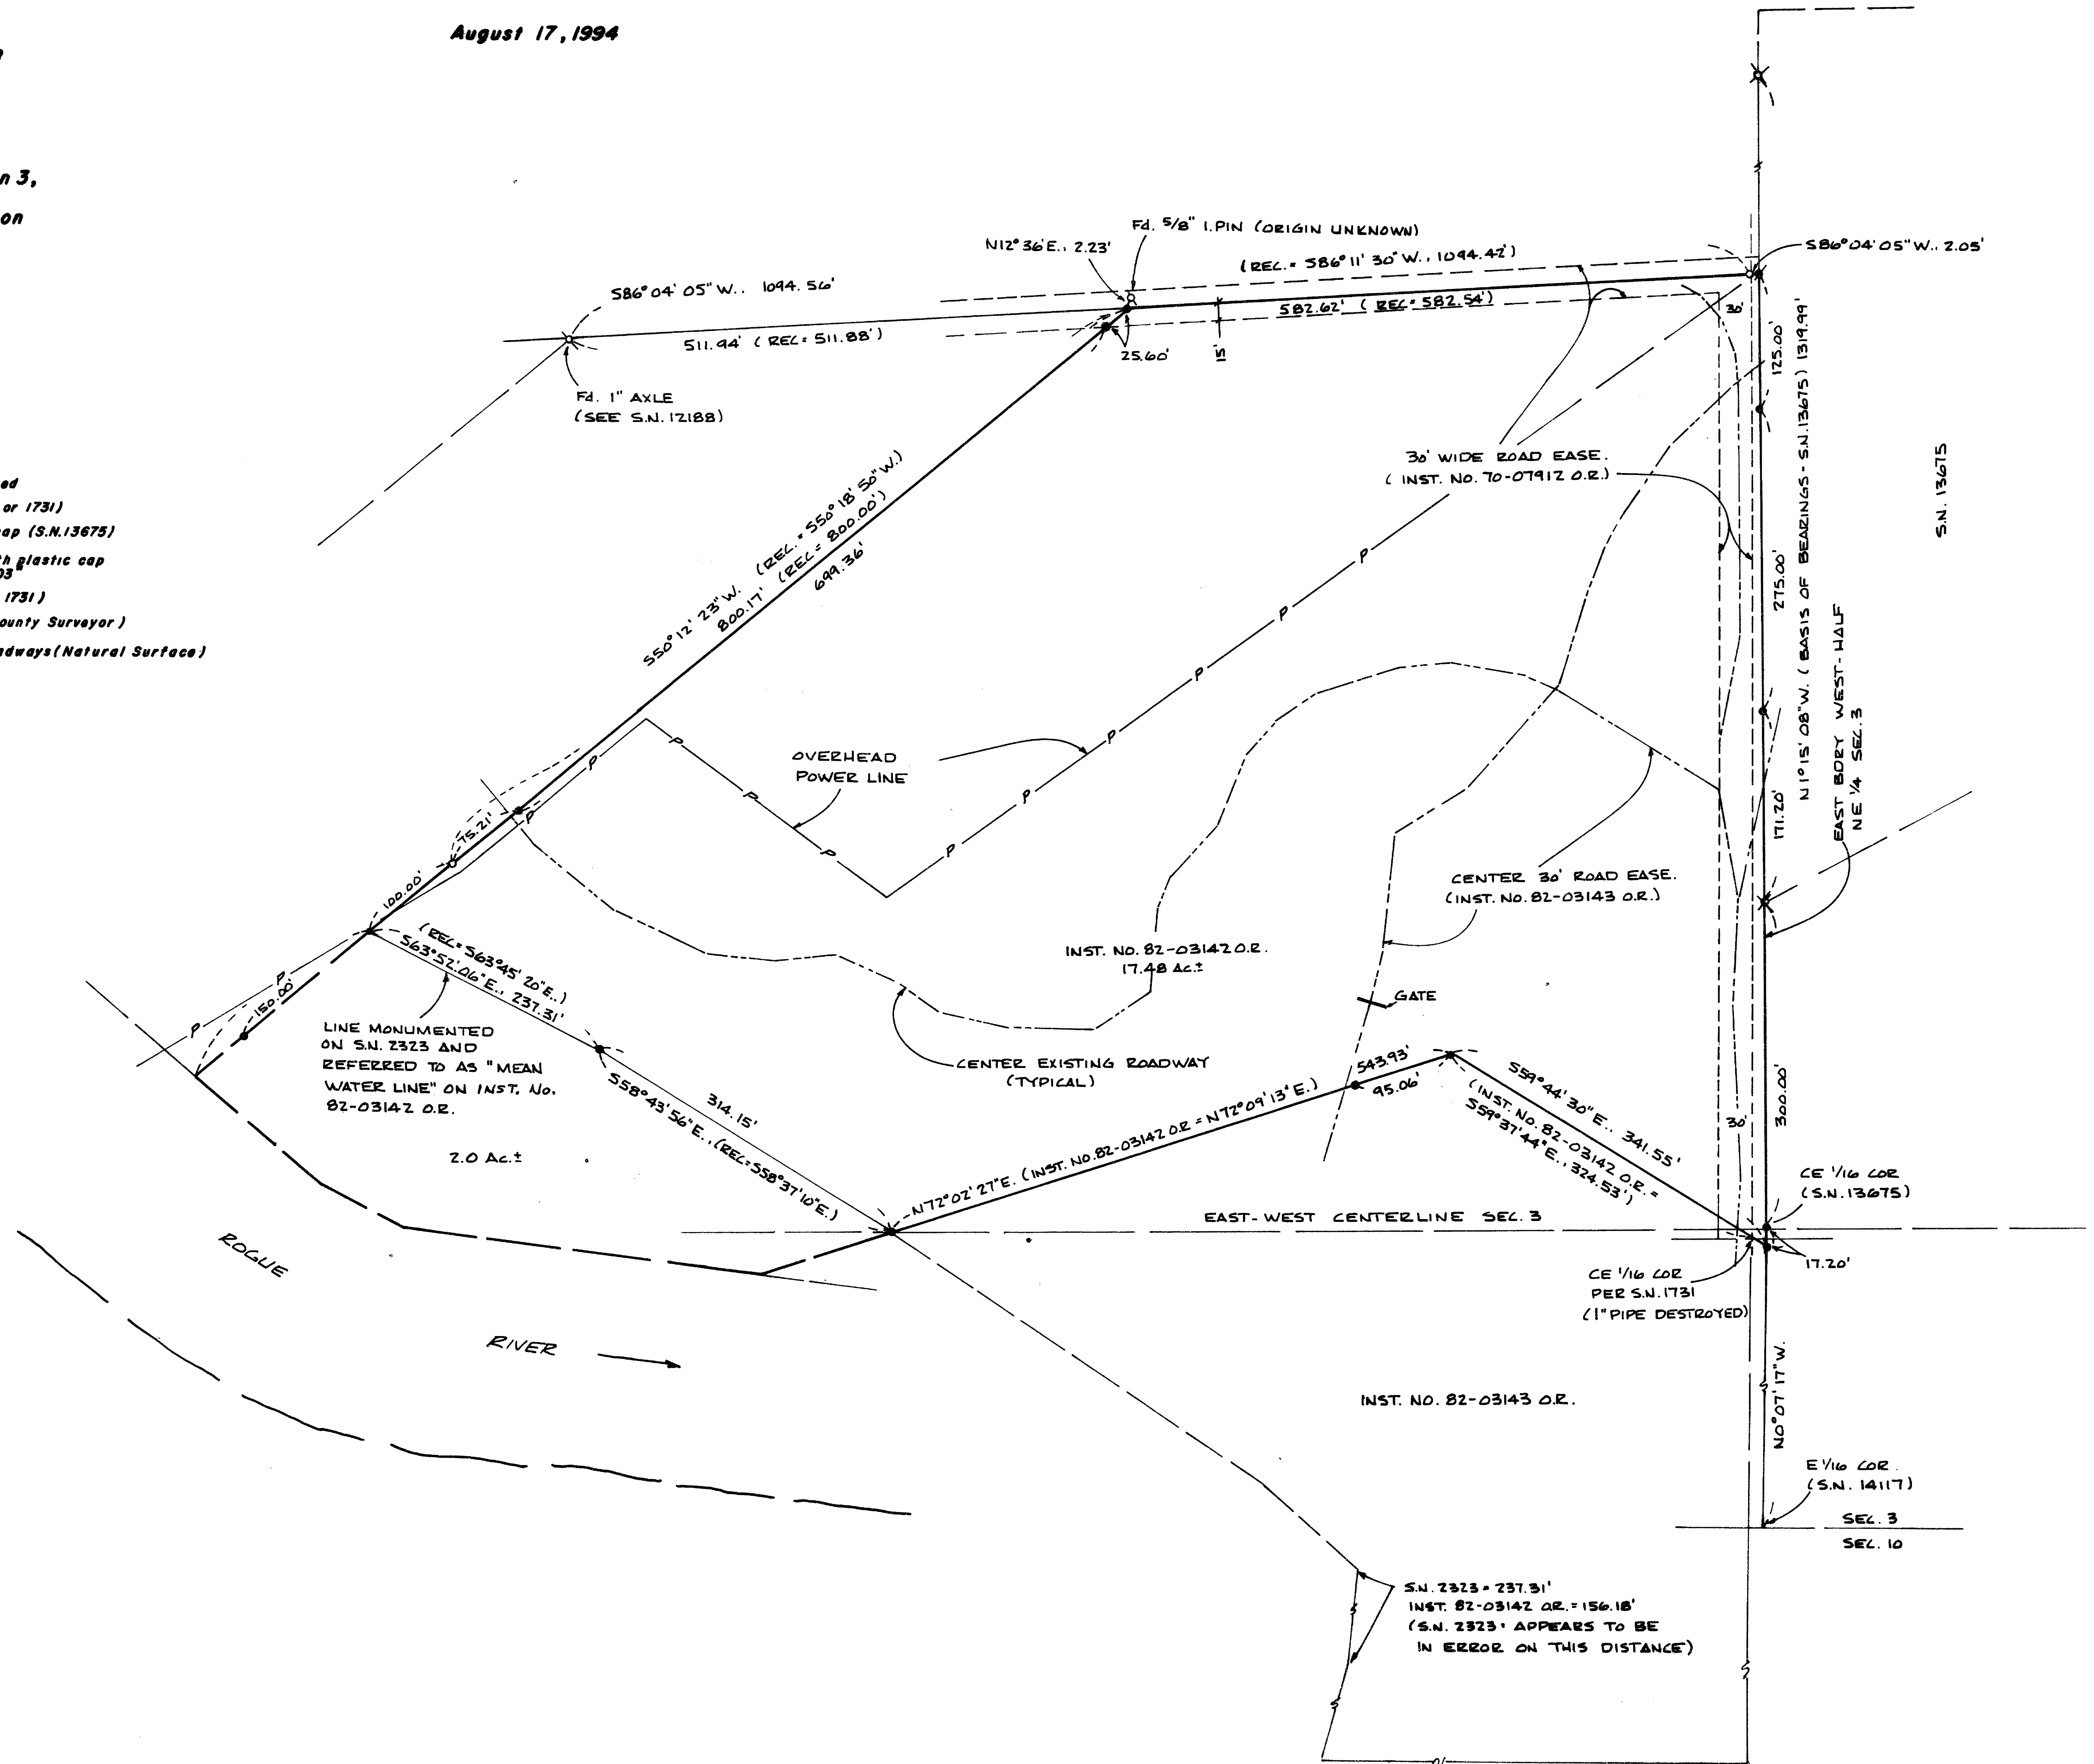 August 17, 1994
n 3,
on
ed
or 1731)
ap (S.N.13675)
th plastic cap
03"
1731)
ounty Surveyor)
adways (Natural Surface)
Fd. 5/8" I.PIN (ORIGIN UNKNOWN)
N12°36'E., 2.23'
(REC.= S86°11'30"W., 1094.42')
S86°04'05"W., 2.05'
S86°04'05"W.. 1094.56'
582.62' (REC=582.54')
511.94' (REC=511.88')
25.60'
15'
30'
Fd. 1" AXLE
(SEE S.N. 12188)
125.00'
N1°15'08"W. (BASIS OF BEARINGS - S.N.13675) 1319.99'
S.N. 13675
30' WIDE ROAD EASE.
(INST. NO. 70-07912 O.R.)
S50°12'23"W. (REC.= S50°18'50"W.)
800.17' (REC= 800.00')
699.36'
275.00'
EAST BDRY WEST-HALF
NE 1/4 SEC.3
OVERHEAD
POWER LINE
P
P
P
P
P
P
P
P
P
P
P
P
P
P
75.21'
171.20'
100.00'
CENTER 30' ROAD EASE.
(INST. NO. 82-03143 O.R.)
(REC= S63°45'20"E..)
S63°52'06"E., 237.31'
INST. NO. 82-03142 O.R.
17.48 AC.±
GATE
150.00'
LINE MONUMENTED
ON S.N. 2323 AND
REFERRED TO AS "MEAN
WATER LINE" ON INST. NO.
82-03142 O.R.
CENTER EXISTING ROADWAY
(TYPICAL)
543.93'
95.06'
S59°44'30"E., 341.55'
(INST. NO. 82-03142 O.R. =
S59°37'44"E., 324.53')
300.00'
30'
314.15'
S58°43'56"E., (REC=S58°37'10"E.)
2.0 AC.±
N72°02'27"E. (INST. NO.82-03142 O.R = N72°09'13"E.)
CE 1/16 COR
(S.N. 13675)
EAST-WEST CENTERLINE SEC. 3
17.20'
CE 1/16 COR
PER S.N. 1731
(1" PIPE DESTROYED)
ROGUE
RIVER
N0°07'17"W.
INST. NO. 82-03143 O.R.
E 1/16 COR.
(S.N. 14117)
SEC. 3
SEC. 10
S.N. 2323 = 237.31'
INST. 82-03142 O.R. = 156.18'
(S.N. 2323 · APPEARS TO BE
IN ERROR ON THIS DISTANCE)